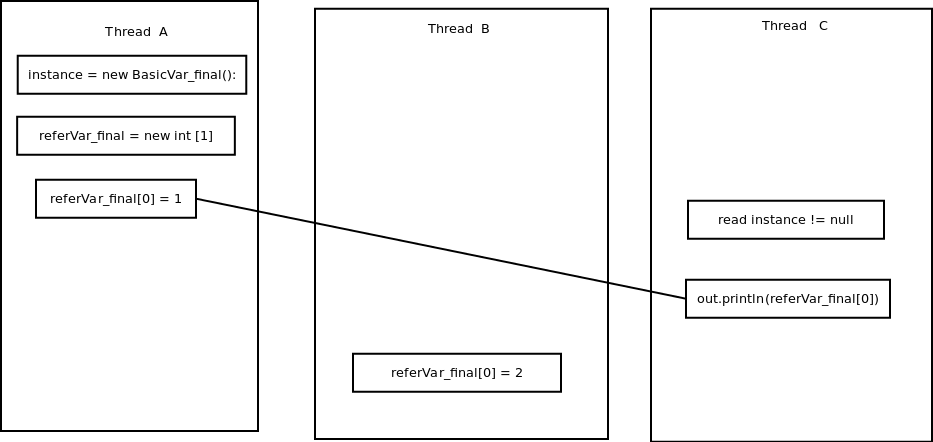 Thread A
instance = new BasicVar_final():
referVar_final = new int [1]
referVar_final[0] = 1
Thread B
referVar_final[0] = 2
Thread C
read instance != null
out.println(referVar_final[0])